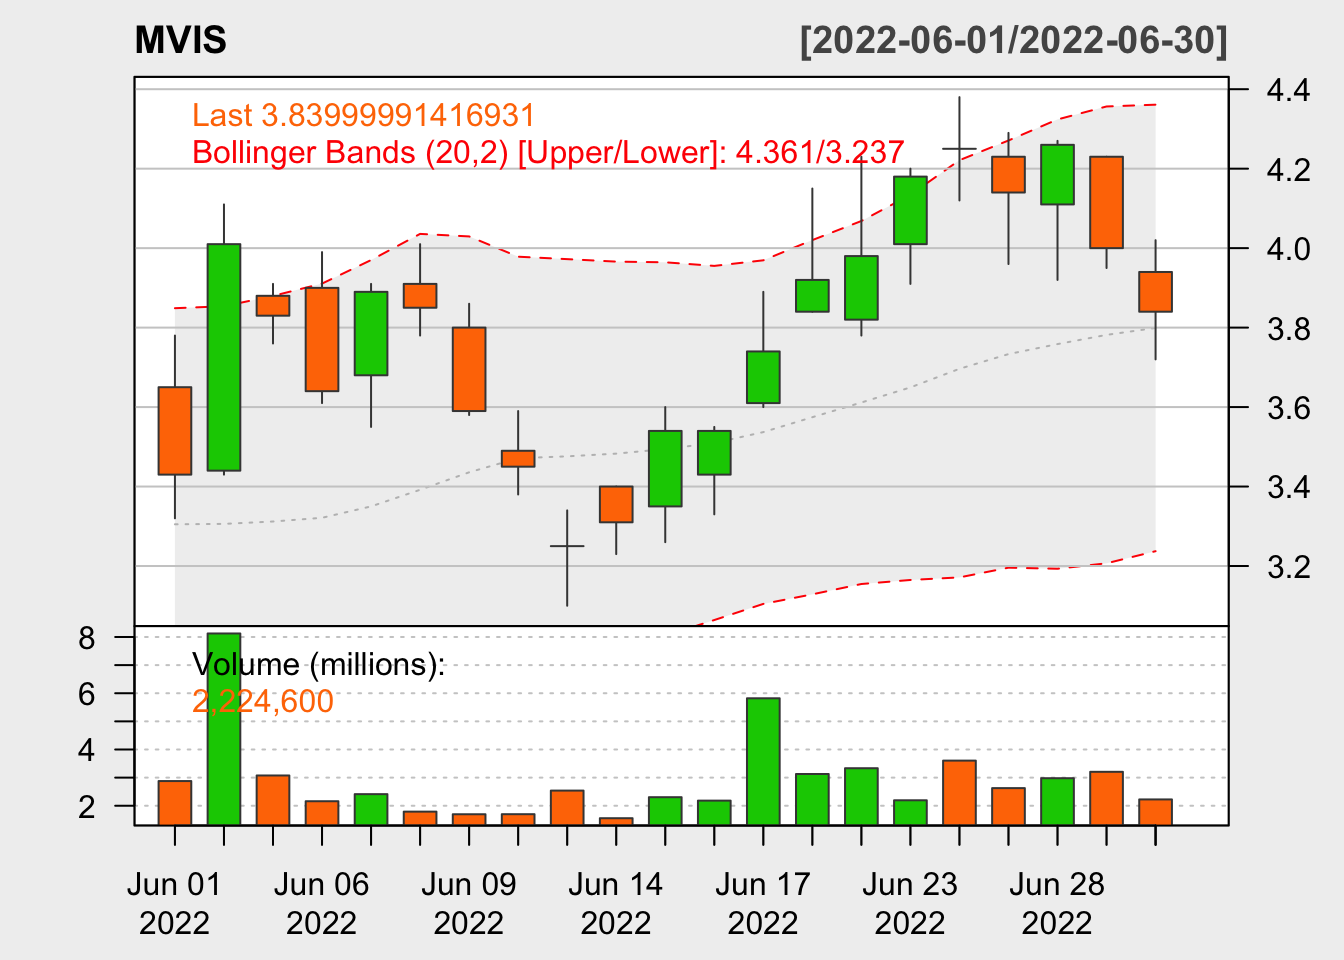 MVIS [2022-06-01/2022-06-30]
Last 3.83999991416931
Bollinger Bands (20,2) [Upper/Lower]: 4.361/3.237
4.4
4.2
4.0
3.8
3.6
3.4
3.2
Volume (millions):
2,224,600
8
6
4
2
Jun 01 Jun 06 Jun 09 Jun 14 Jun 17 Jun 23 Jun 28
2022 2022 2022 2022 2022 2022 2022